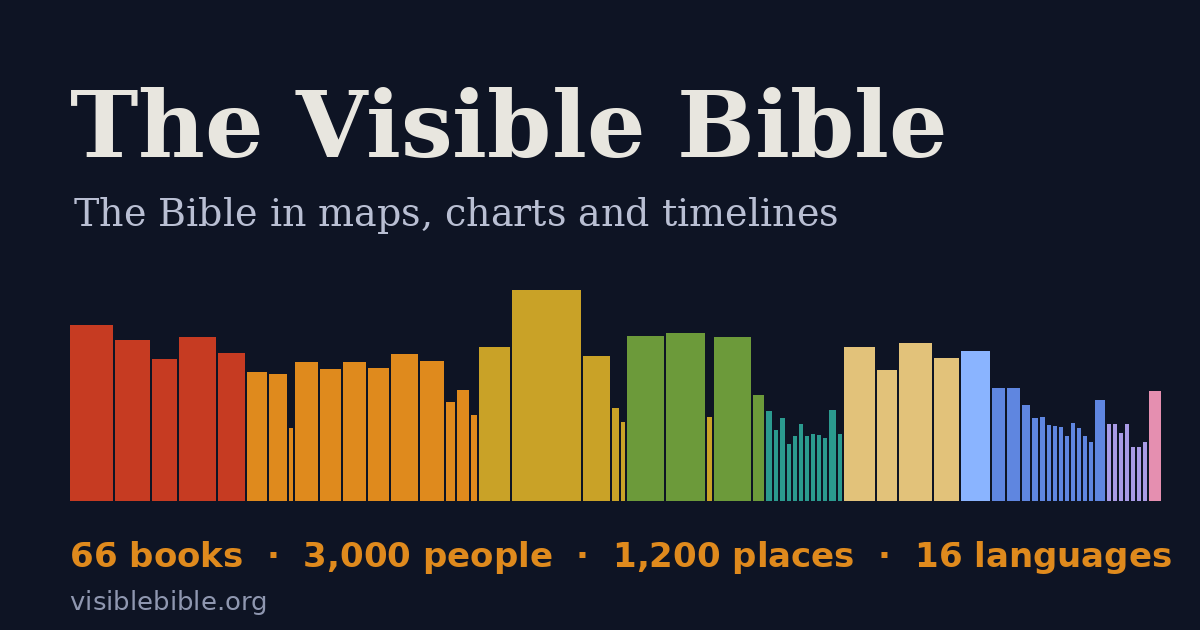 The Visible Bible
The Bible in maps, charts and timelines
66 books · 3,000 people · 1,200 places · 16 languages
visiblebible.org